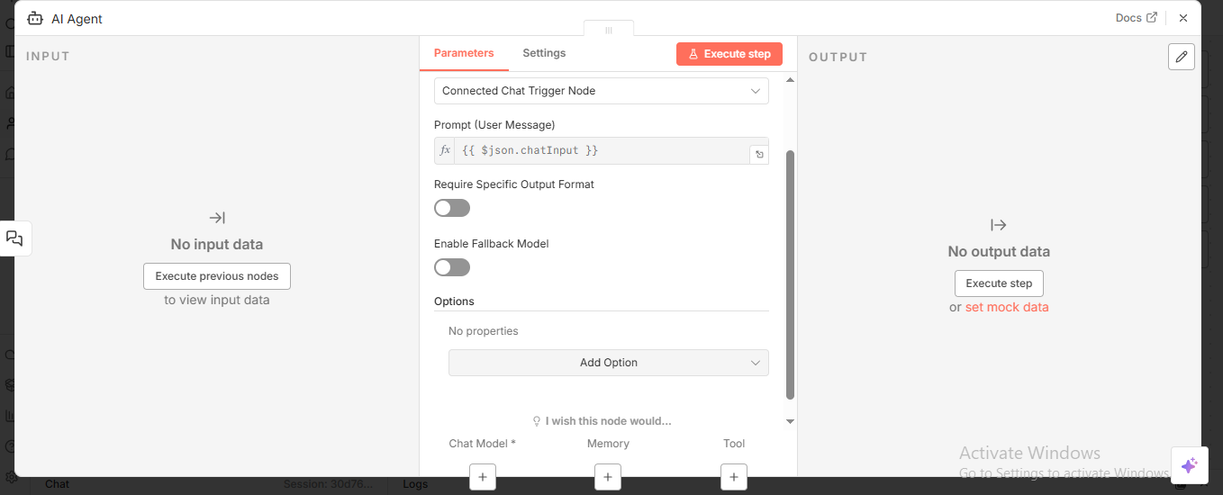 AI Agent
Docs
INPUT
Parameters
Settings
Execute step
OUTPUT
Connected Chat Trigger Node
Prompt (User Message)
fx {{ $json.chatInput }}
Require Specific Output Format
No input data
Execute previous nodes
to view input data
Enable Fallback Model
No output data
Execute step
or set mock data
Options
No properties
Add Option
I wish this node would...
Chat Model *
Memory
Tool
Activate Windows
Go to Settings to activate Windows
Chat
Session: 30d76...
Logs